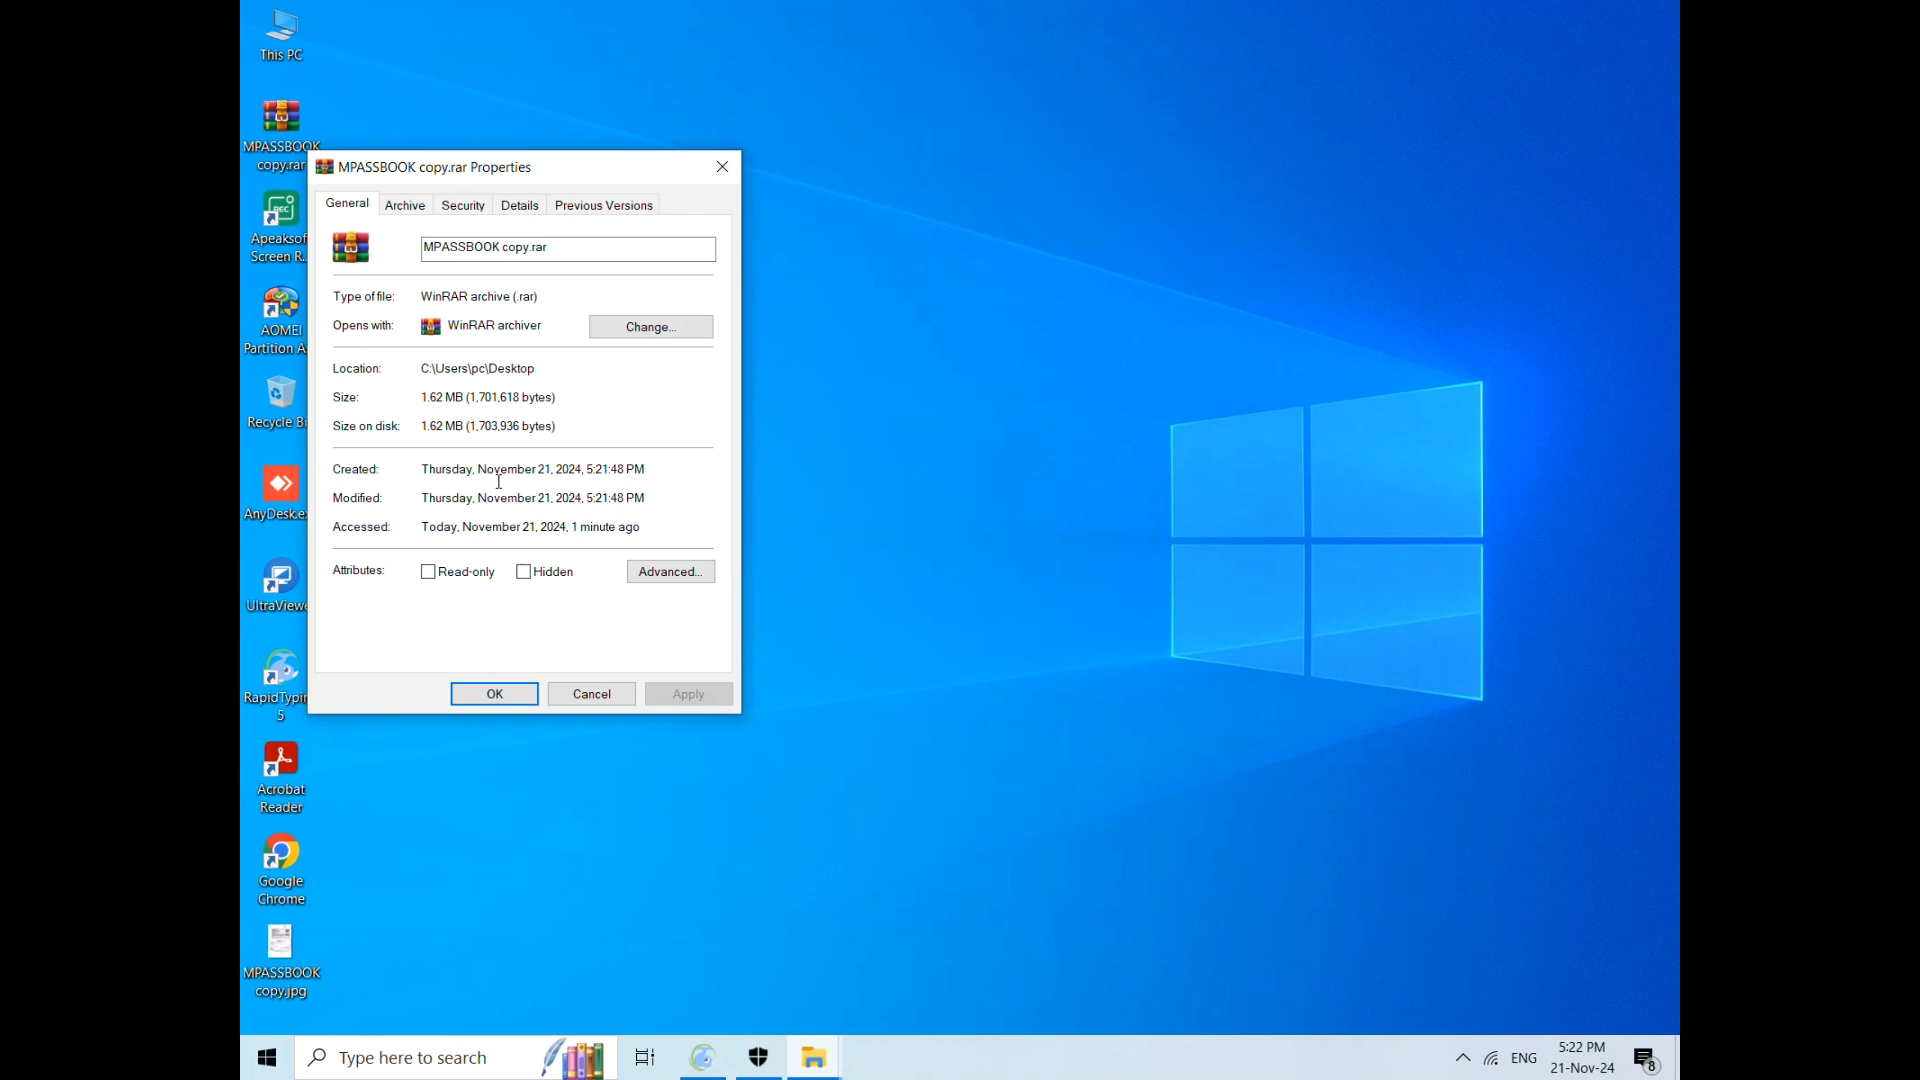 This PC
MPASSBOOK
copy.rar
Apeaksof
Screen R...
AOMEI
Partition A
Recycle Bi
AnyDesk.e
UltraViewe
RapidTypin
5
Acrobat
Reader
Google
Chrome
MPASSBOOK
copy.jpg
MPASSBOOK copy.rar Properties
General Archive Security Details Previous Versions
MPASSBOOK copy.rar
Type of file: WinRAR archive (.rar)
Opens with: WinRAR archiver Change...
Location: C:\Users\pc\Desktop
Size: 1.62 MB (1,701,618 bytes)
Size on disk: 1.62 MB (1,703,936 bytes)
Created: Thursday, November 21, 2024, 5:21:48 PM
Modified: Thursday, November 21, 2024, 5:21:48 PM
Accessed: Today, November 21, 2024, 1 minute ago
Attributes: Read-only Hidden Advanced...
OK Cancel Apply
Type here to search
ENG
5:22 PM
21-Nov-24
8